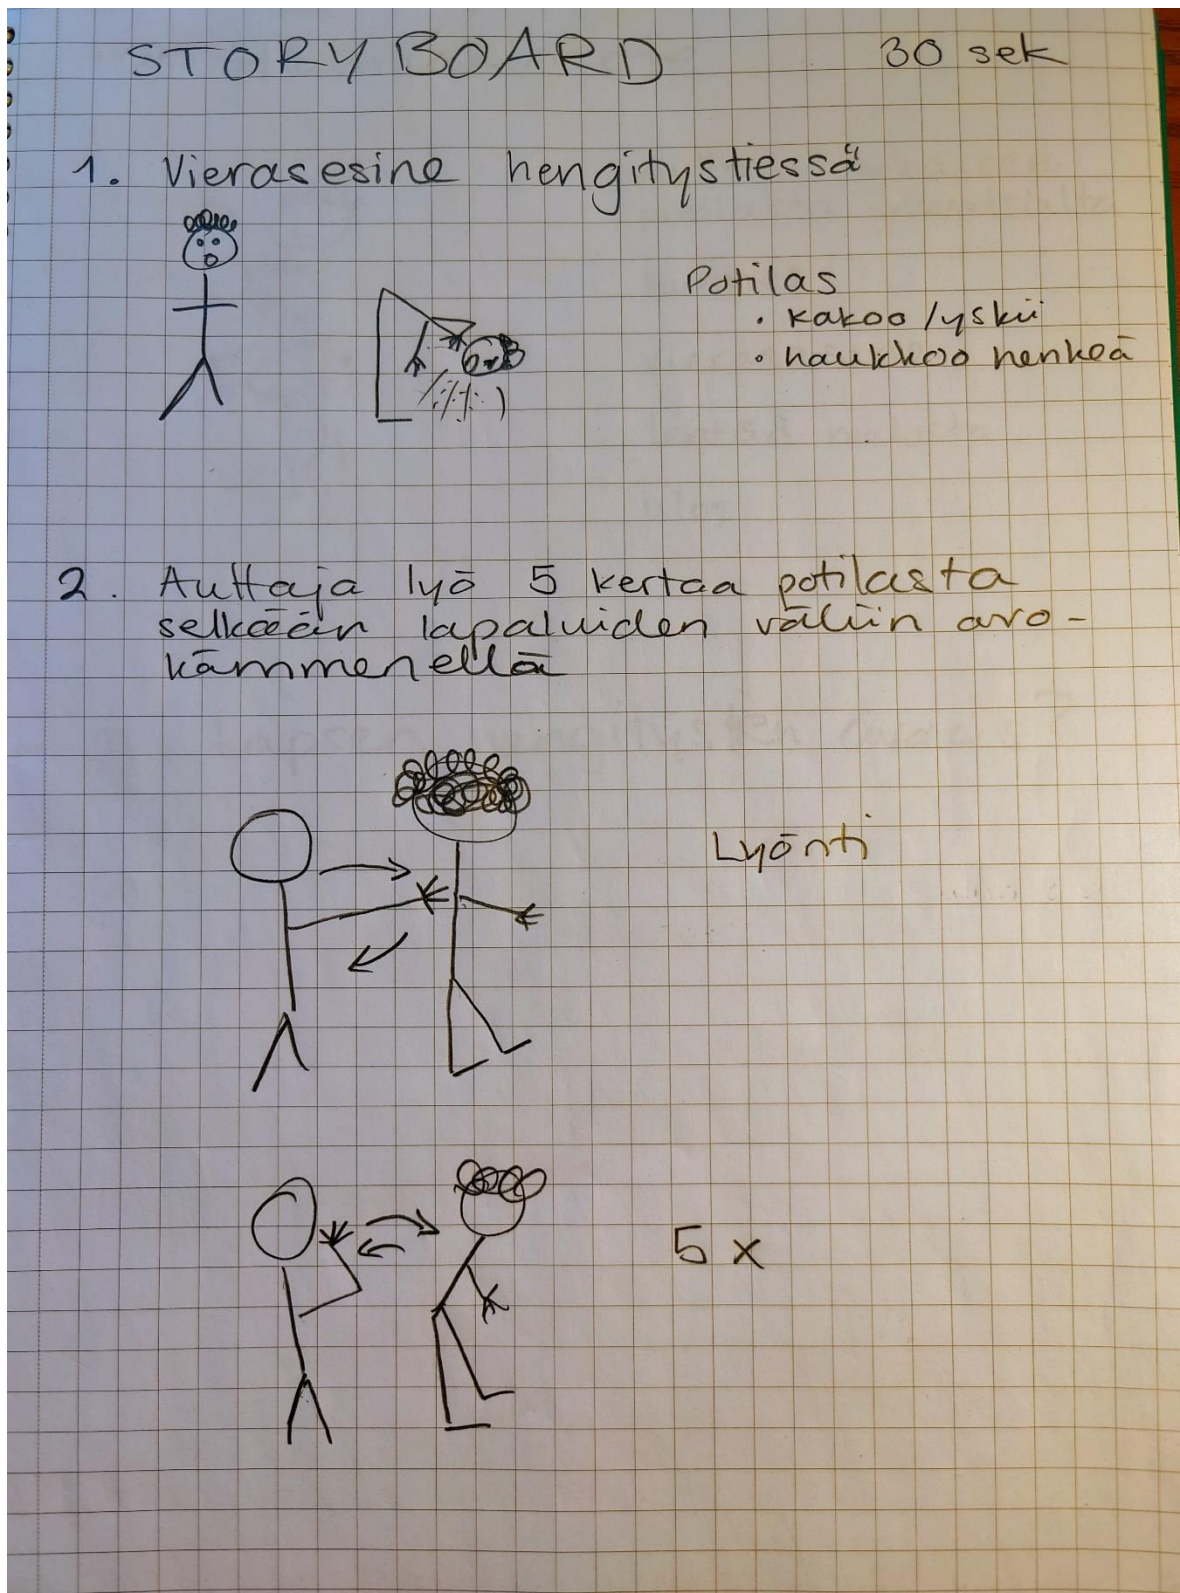 STORYBOARD 30 sek
1. Vierasesine hengitystiessä
Potilas
• kakoo/yskii
• haukkoo henkeä
2. Auttaja lyö 5 kertaa potilasta
selkään lapaluiden väliin avo-
kämmenellä
Lyönti
5 x